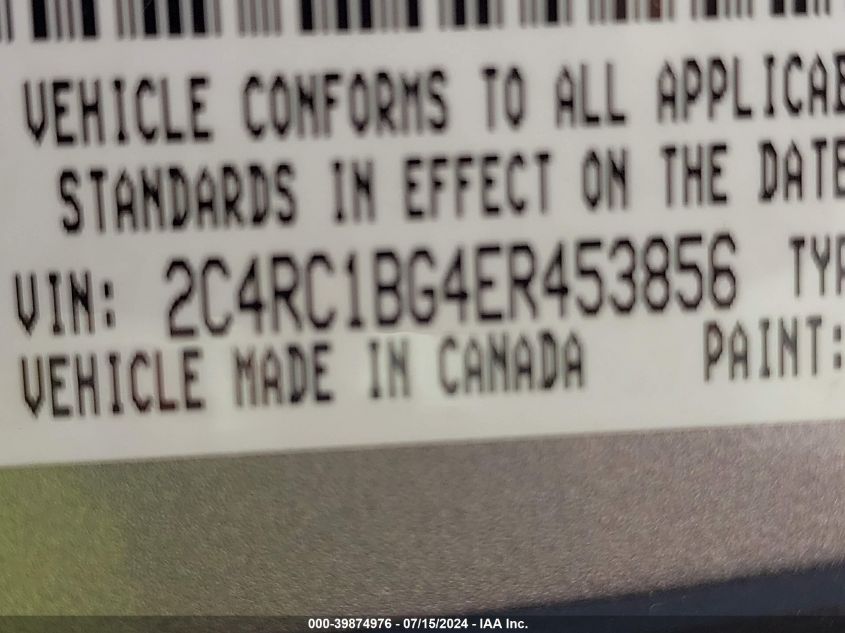 VEHICLE CONFORMS TO ALL APPLICAB
STANDARDS IN EFFECT ON THE DATE
VIN: 2C4RC1BG4ER453856 TYP
VEHICLE MADE IN CANADA PAINT:
000-39874976 - 07/15/2024 - IAA Inc.